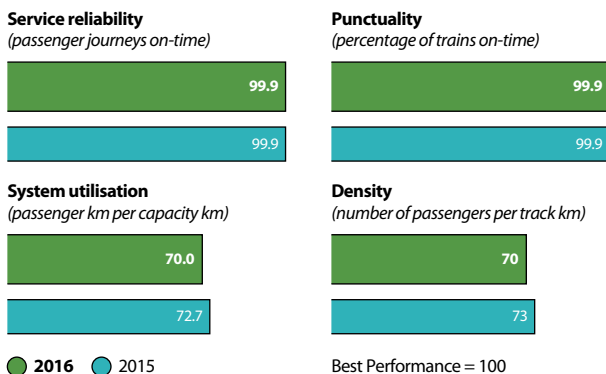 Service reliability
(passenger journeys on-time)
99.9
99.9
Punctuality
(percentage of trains on-time)
99.9
99.9
System utilisation
(passenger km per capacity km)
70.0
72.7
Density
(number of passengers per track km)
70
73
2016 2015
Best Performance = 100